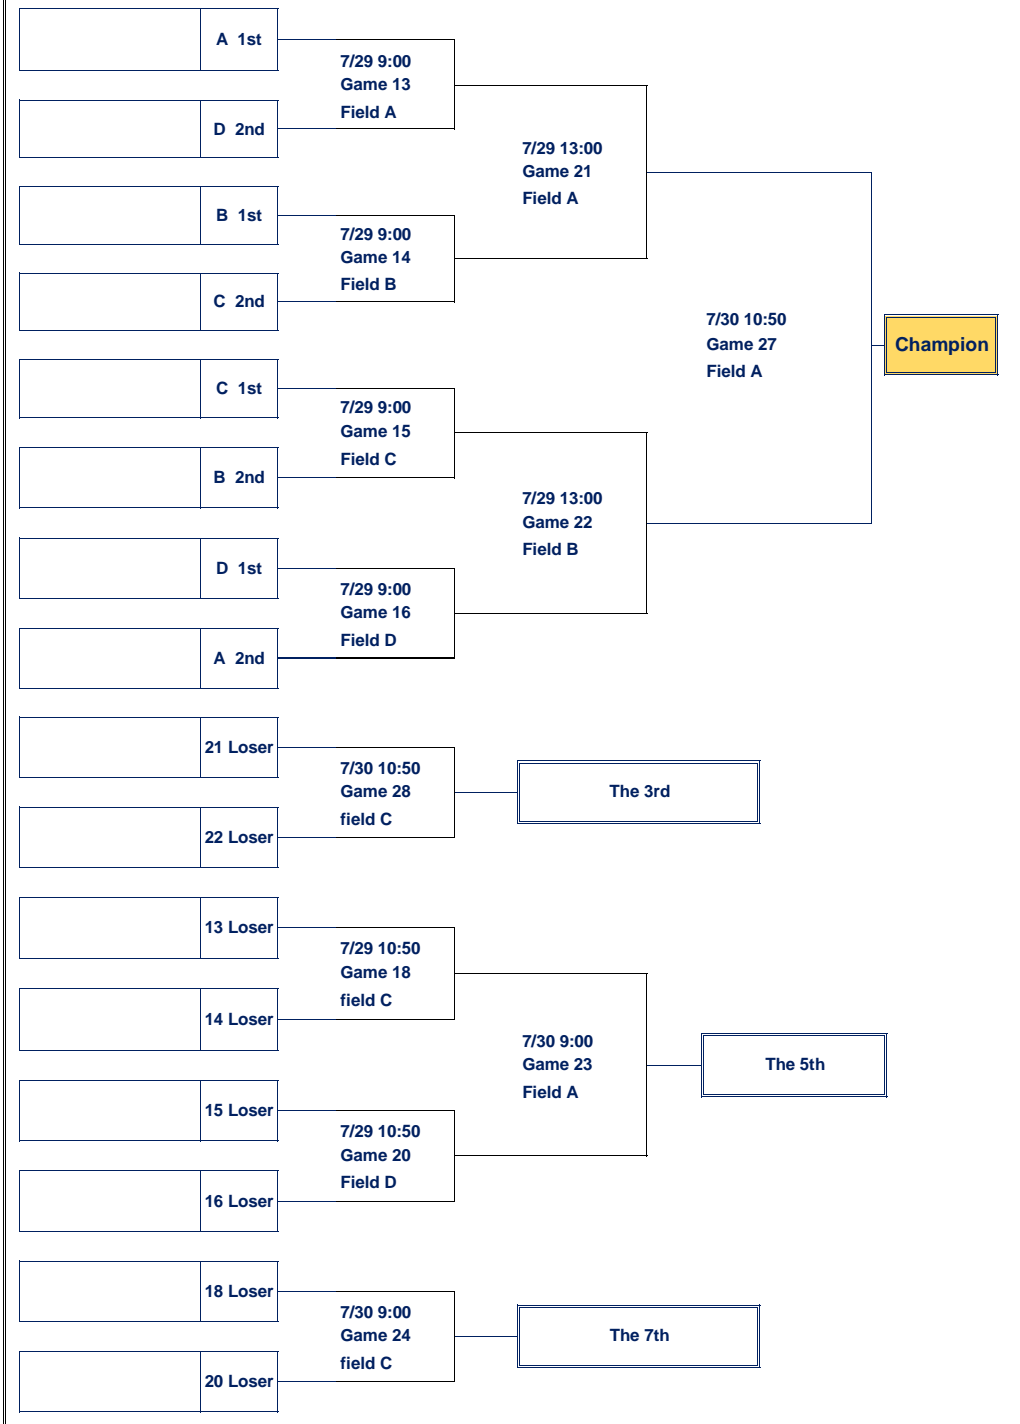 A 1st
7/29 9:00
Game 13
Field A
D 2nd
7/29 13:00
Game 21
Field A
B 1st
7/29 9:00
Game 14
Field B
C 2nd
7/30 10:50
Game 27
Field A
Champion
C 1st
7/29 9:00
Game 15
Field C
B 2nd
7/29 13:00
Game 22
Field B
D 1st
7/29 9:00
Game 16
Field D
A 2nd
21 Loser
7/30 10:50
Game 28
field C
The 3rd
22 Loser
13 Loser
7/29 10:50
Game 18
field C
14 Loser
7/30 9:00
Game 23
Field A
The 5th
15 Loser
7/29 10:50
Game 20
Field D
16 Loser
18 Loser
7/30 9:00
Game 24
field C
The 7th
20 Loser